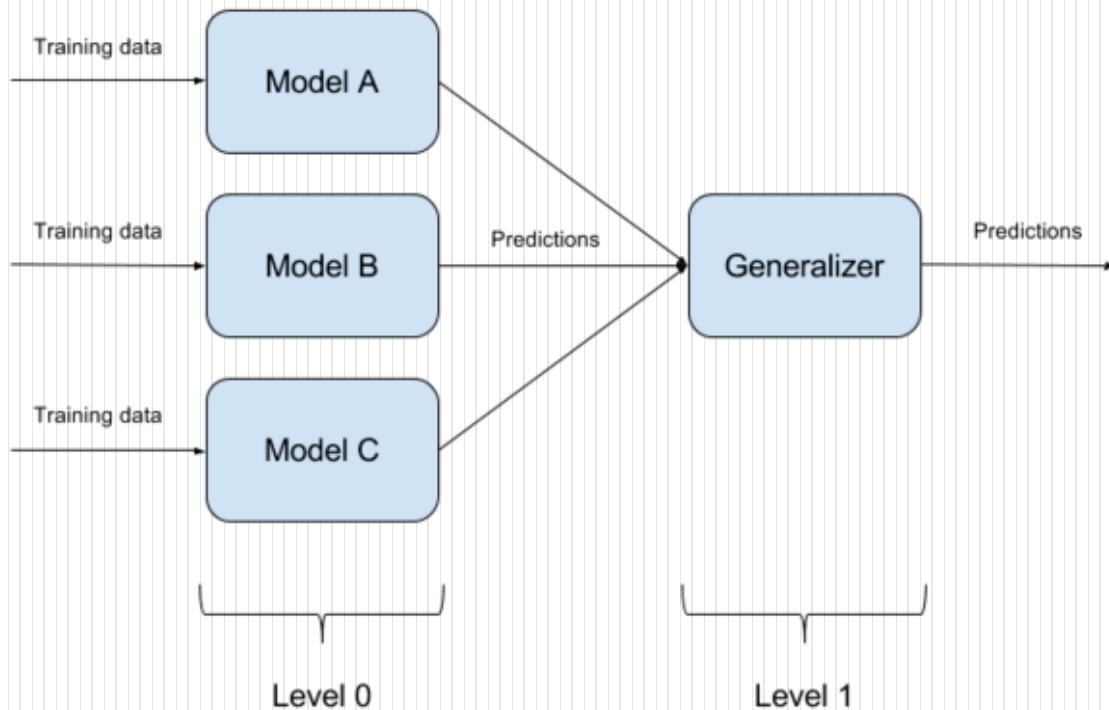 Training data
Model A
Training data
Model B
Predictions
Generalizer
Predictions
Training data
Model C
Level 0
Level 1